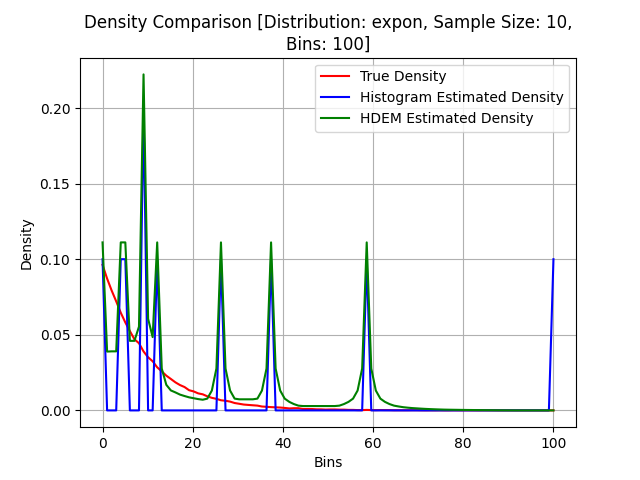 Density Comparison [Distribution: expon, Sample Size: 10,
Bins: 100]
True Density
Histogram Estimated Density
HDEM Estimated Density
Density
0.20
0.15
0.10
0.05
0.00
0 20 40 60 80 100
Bins